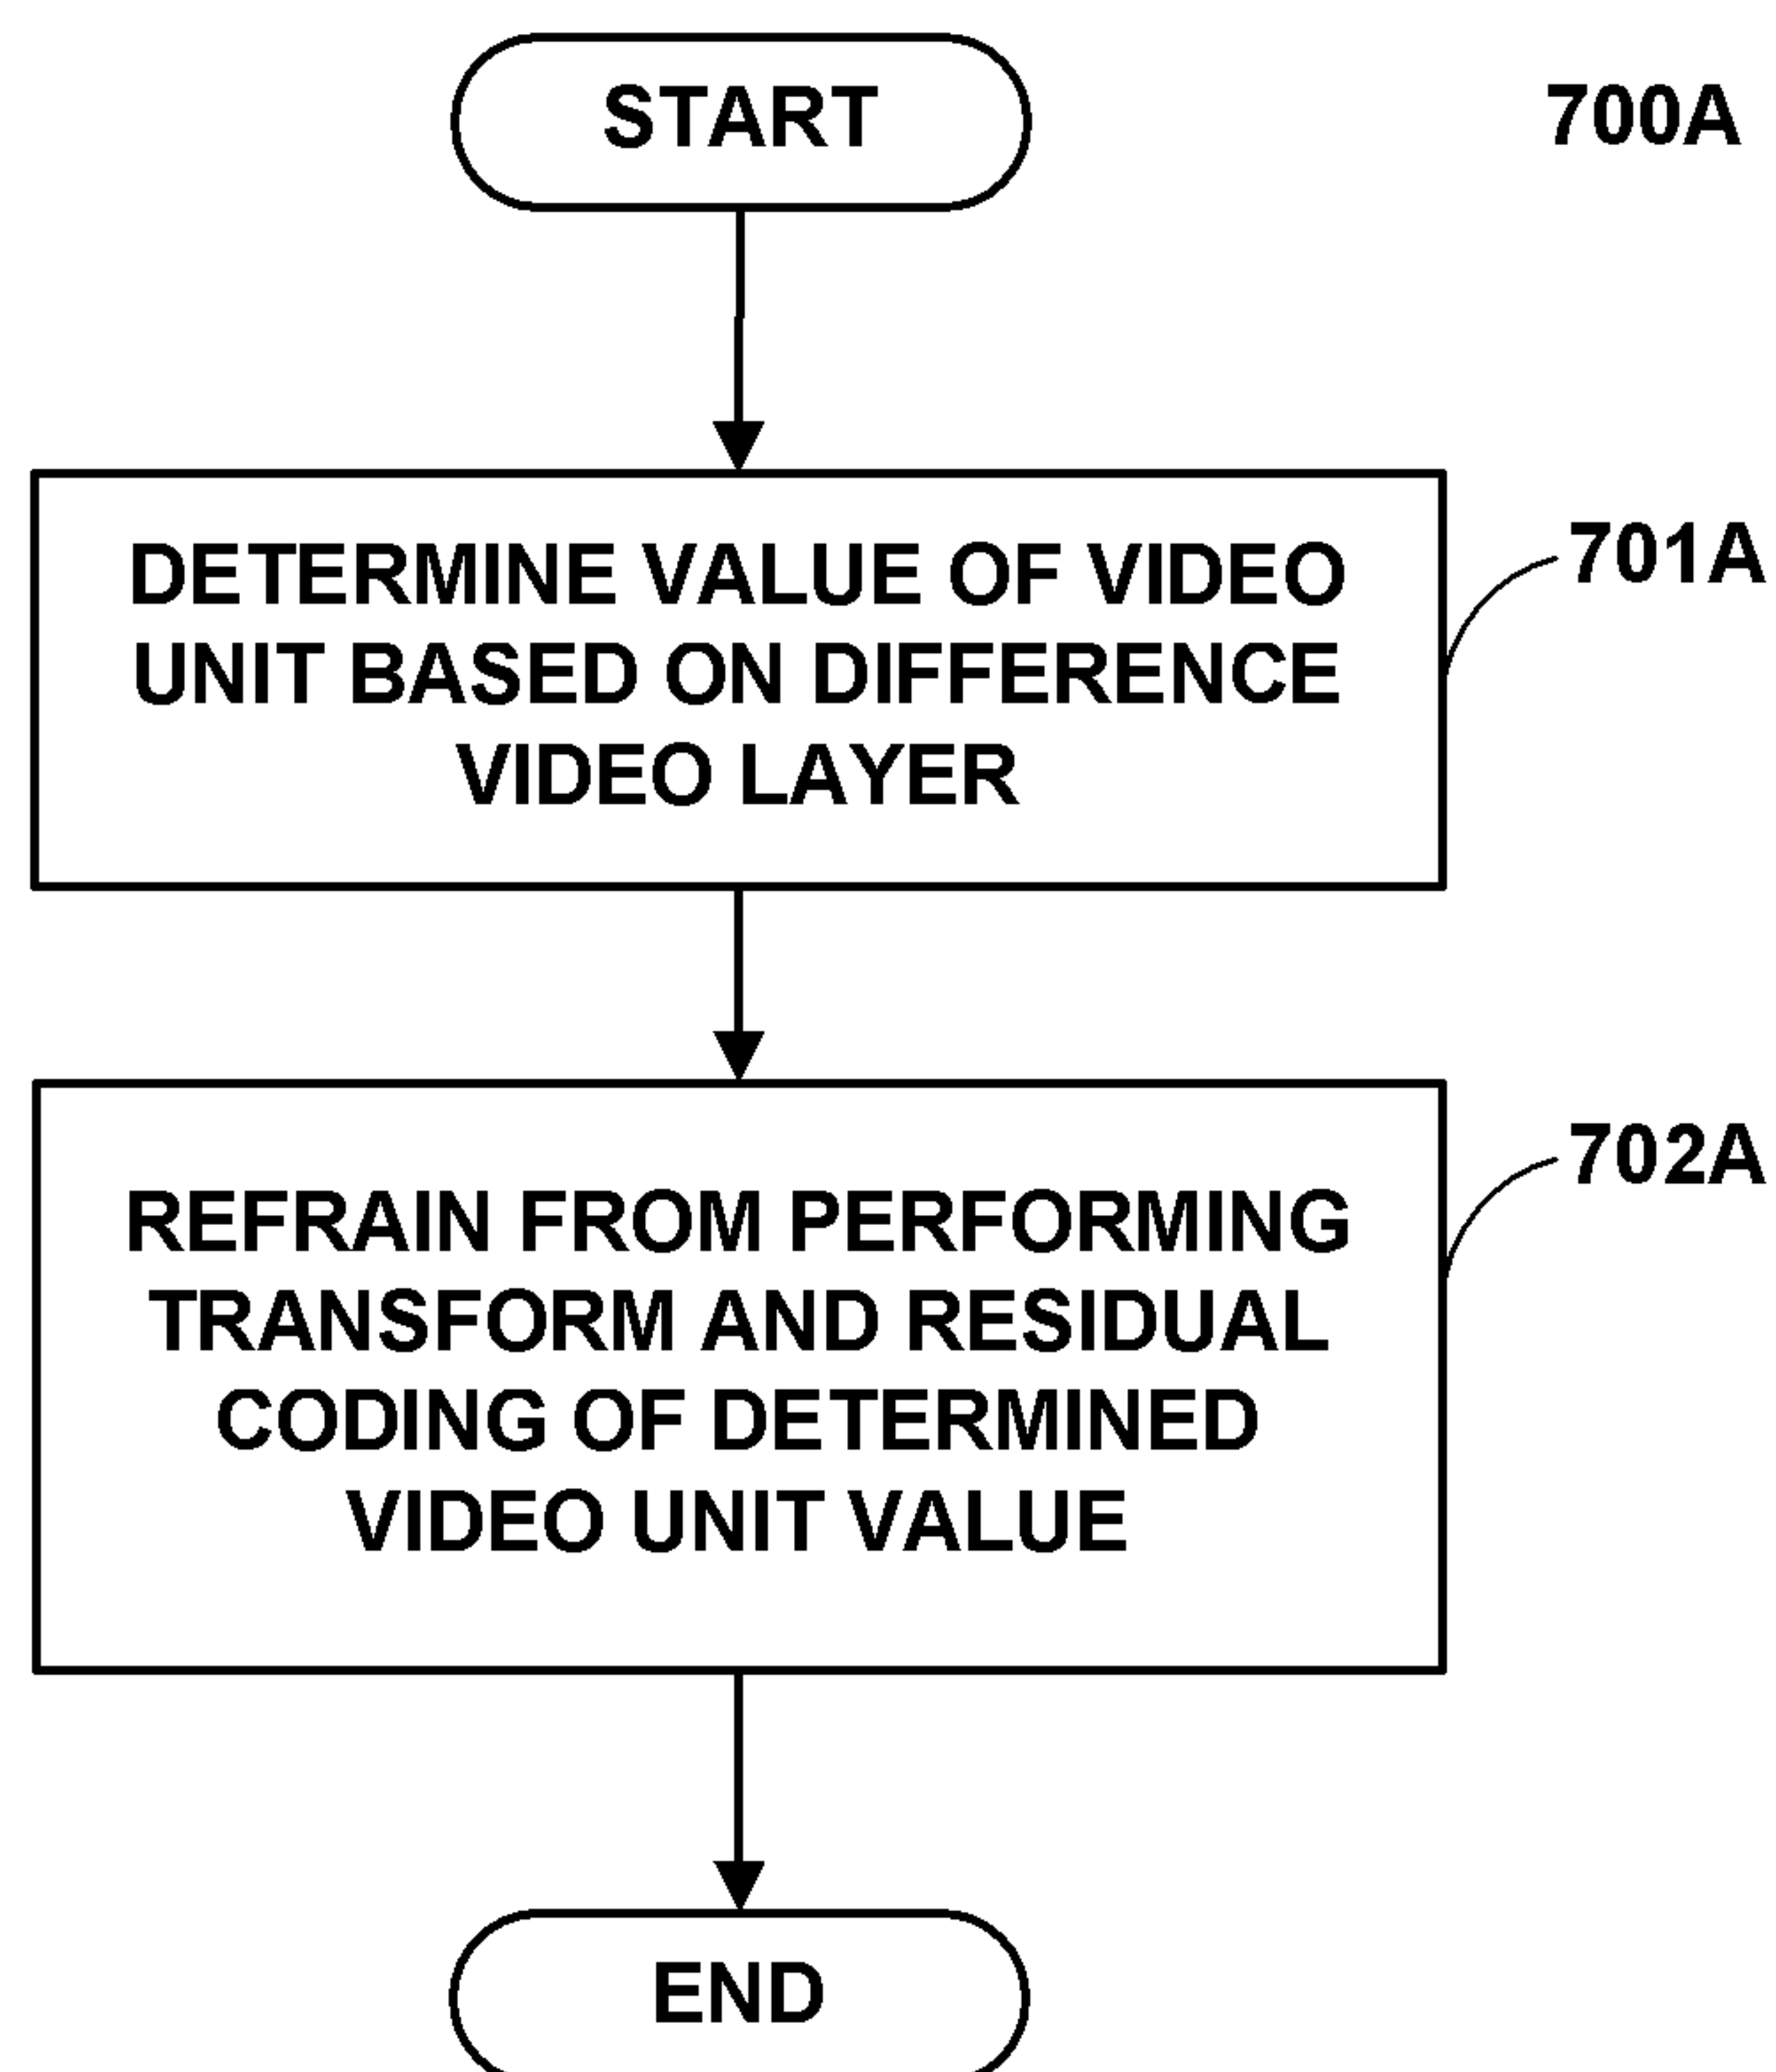 START
700A
DETERMINE VALUE OF VIDEO
UNIT BASED ON DIFFERENCE
VIDEO LAYER
701A
REFRAIN FROM PERFORMING
TRANSFORM AND RESIDUAL
CODING OF DETERMINED
VIDEO UNIT VALUE
702A
END